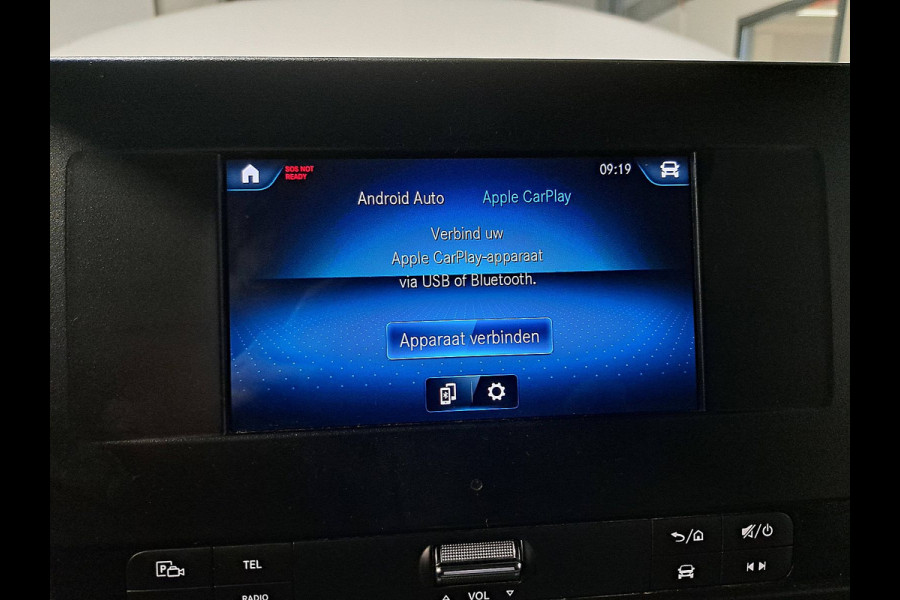 SOS NOT
READY
09:19
Android Auto
Apple CarPlay
Verbind uw
Apple CarPlay-apparaat
via USB of Bluetooth.
Apparaat verbinden
P
TEL
RADIO
VOL